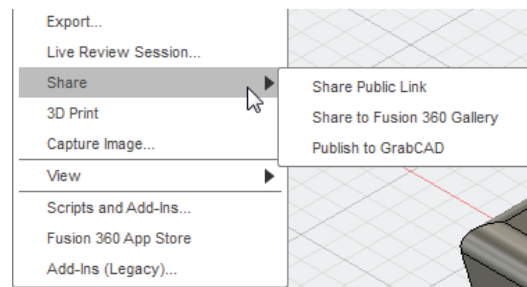 Export...
Live Review Session...
Share
3D Print
Capture Image...
View
Scripts and Add-Ins...
Fusion 360 App Store
Add-Ins (Legacy)...
Share Public Link
Share to Fusion 360 Gallery
Publish to GrabCAD